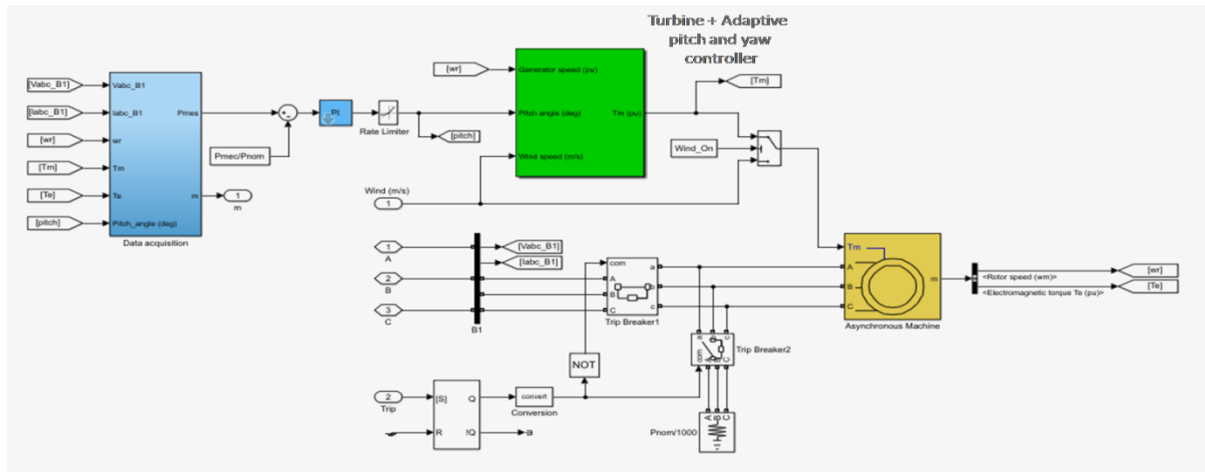 Turbine + Adaptive
pitch and yaw
controller
[Vabc_B1]
[Iabc_B1]
[wr]
[Tm]
[Te]
[pitch]
Vabc_B1
Iabc_B1
wr
Tm
Te
Pitch_angle (deg)
Pmes
m
Data acquisition
1
m
Pmec/Pnom
PI
Rate Limiter
[pitch]
[wr]
Generator speed (pu)
Pitch angle (deg)
Wind speed (m/s)
Tm (pu)
[Tm]
Wind_On
Wind (m/s)
1
1
A
2
B
3
C
B1
[Vabc_B1]
[Iabc_B1]
com
A
B
C
a
b
c
Trip Breaker1
Tm
A
B
C
m
Asynchronous Machine
<Rotor speed (wm)>
<Electromagnetic torque Te (pu)>
[wr]
[Te]
a
b
c
com
A
B
C
Trip Breaker2
NOT
2
Trip
[S]
R
Q
!Q
convert
Conversion
A
B
C
Pnom/1000